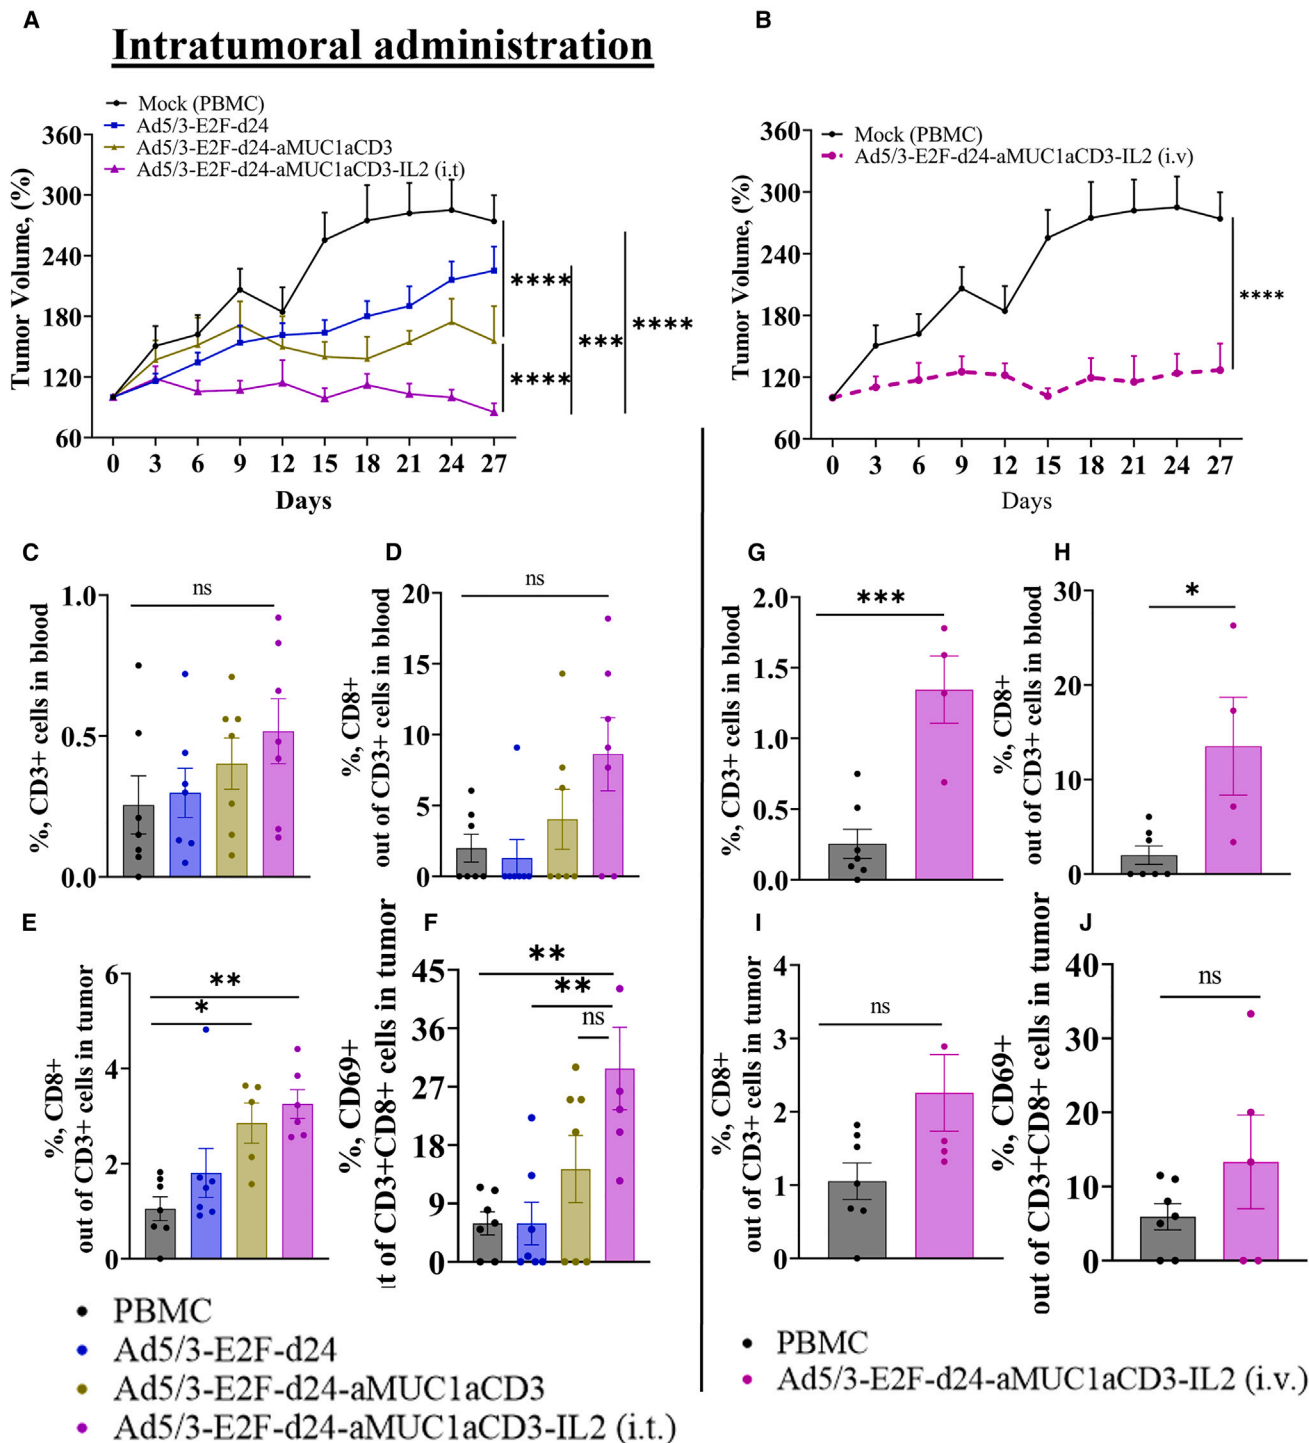 A
Intratumoral administration
Mock (PBMC)
Ad5/3-E2F-d24
Ad5/3-E2F-d24-aMUC1aCD3
Ad5/3-E2F-d24-aMUC1aCD3-IL2 (i.t)
Tumor Volume, (%)
360
300
240
180
120
60
0 3 6 9 12 15 18 21 24 27
Days
****
****
***
****
B
Mock (PBMC)
Ad5/3-E2F-d24-aMUC1aCD3-IL2 (i.v)
Tumor Volume, (%)
360
300
240
180
120
60
0 3 6 9 12 15 18 21 24 27
Days
****
C
%, CD3+ cells in blood
1.0
0.5
0.0
ns
D
%, CD8+
out of CD3+ cells in blood
20
15
10
5
0
ns
E
%, CD8+
out of CD3+ cells in tumor
6
4
2
0
**
*
F
%, CD69+
ut of CD3+CD8+ cells in tumor
45
36
27
18
9
0
**
**
ns
PBMC
Ad5/3-E2F-d24
Ad5/3-E2F-d24-aMUC1aCD3
Ad5/3-E2F-d24-aMUC1aCD3-IL2 (i.t.)
G
%, CD3+ cells in blood
2.0
1.5
1.0
0.5
0.0
***
H
%, CD8+
out of CD3+ cells in blood
30
20
10
0
*
I
%, CD8+
out of CD3+ cells in tumor
4
3
2
1
0
ns
J
%, CD69+
out of CD3+CD8+ cells in tumor
40
30
20
10
0
ns
PBMC
Ad5/3-E2F-d24-aMUC1aCD3-IL2 (i.v.)